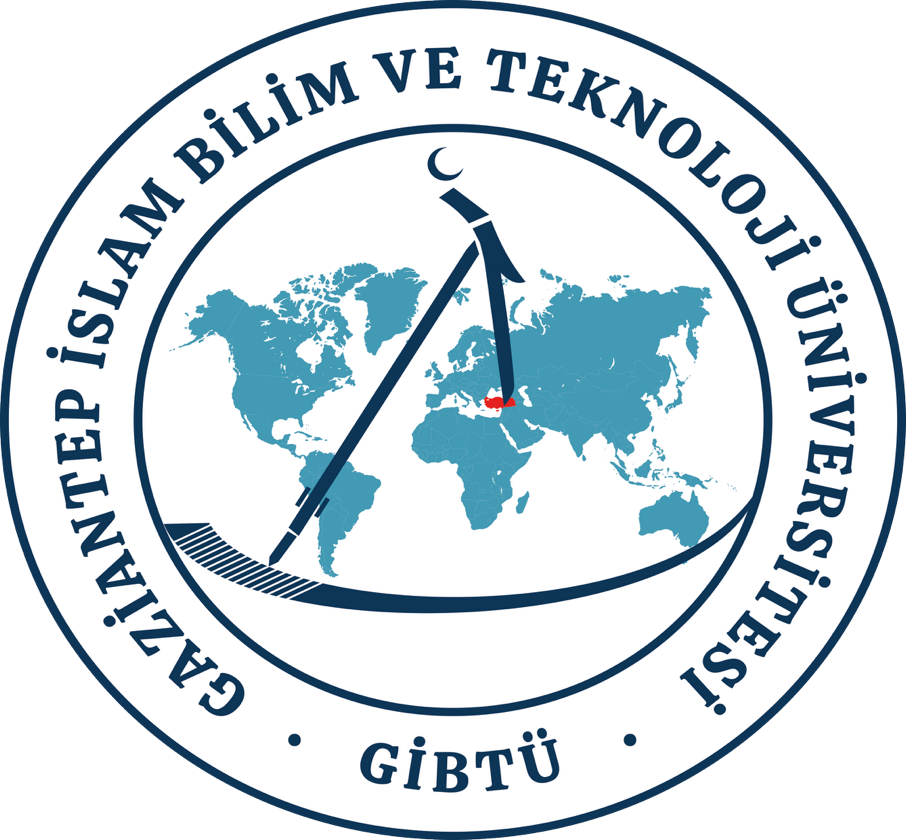 GAZİANTEP İSLAM BİLİM VE TEKNOLOJİ ÜNİVERSİTESİ
• GİBTÜ •